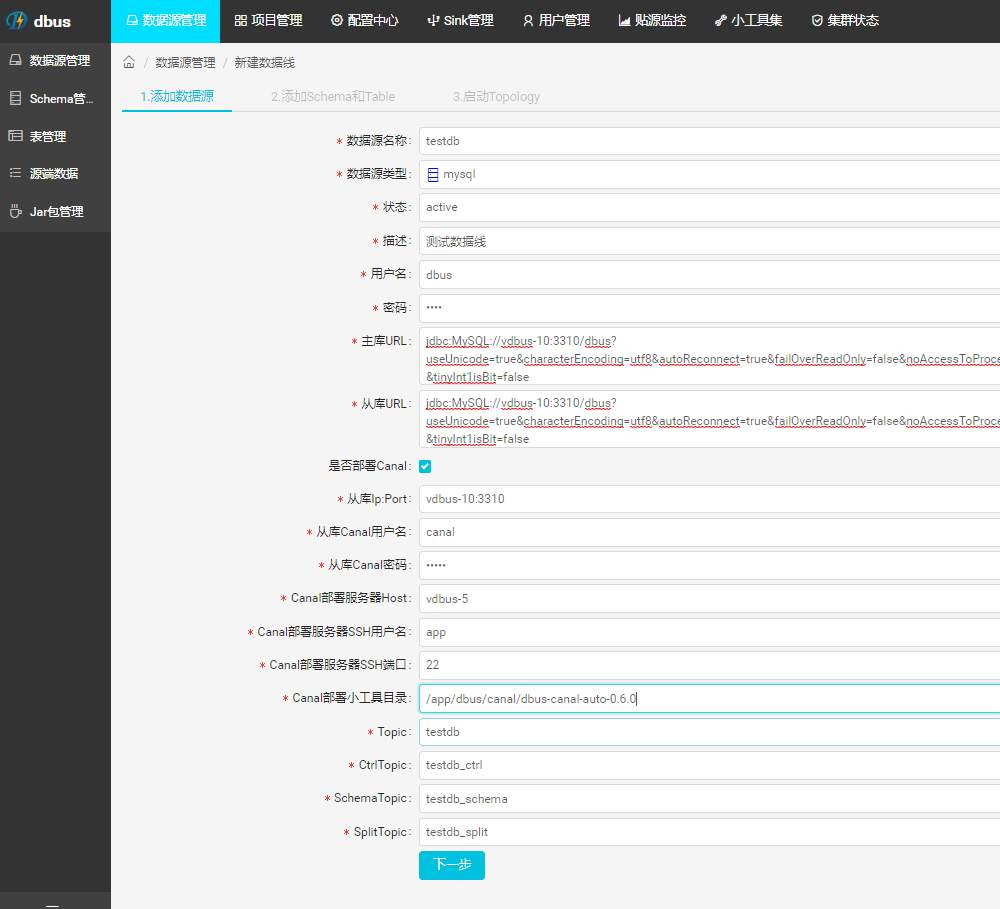 dbus
数据源管理
项目管理
配置中心
Sink管理
用户管理
贴源监控
小工具集
集群状态
数据源管理
Schema管...
表管理
源端数据
Jar包管理
/ 数据源管理 / 新建数据线
1.添加数据源
2.添加Schema和Table
3.启动Topology
* 数据源名称: testdb
* 数据源类型: mysql
* 状态: active
* 描述: 测试数据线
* 用户名: dbus
* 密码: ····
* 主库URL: jdbc:MySQL://vdbus-10:3310/dbus?
useUnicode=true&characterEncoding=utf8&autoReconnect=true&failOverReadOnly=false&noAccessToProce
&tinyInt1isBit=false
* 从库URL: jdbc:MySQL://vdbus-10:3310/dbus?
useUnicode=true&characterEncoding=utf8&autoReconnect=true&failOverReadOnly=false&noAccessToProce
&tinyInt1isBit=false
是否部署Canal:
* 从库Ip:Port: vdbus-10:3310
* 从库Canal用户名: canal
* 从库Canal密码: ·····
* Canal部署服务器Host: vdbus-5
* Canal部署服务器SSH用户名: app
* Canal部署服务器SSH端口: 22
* Canal部署小工具目录: /app/dbus/canal/dbus-canal-auto-0.6.0
* Topic: testdb
* CtrlTopic: testdb_ctrl
* SchemaTopic: testdb_schema
* SplitTopic: testdb_split
下一步